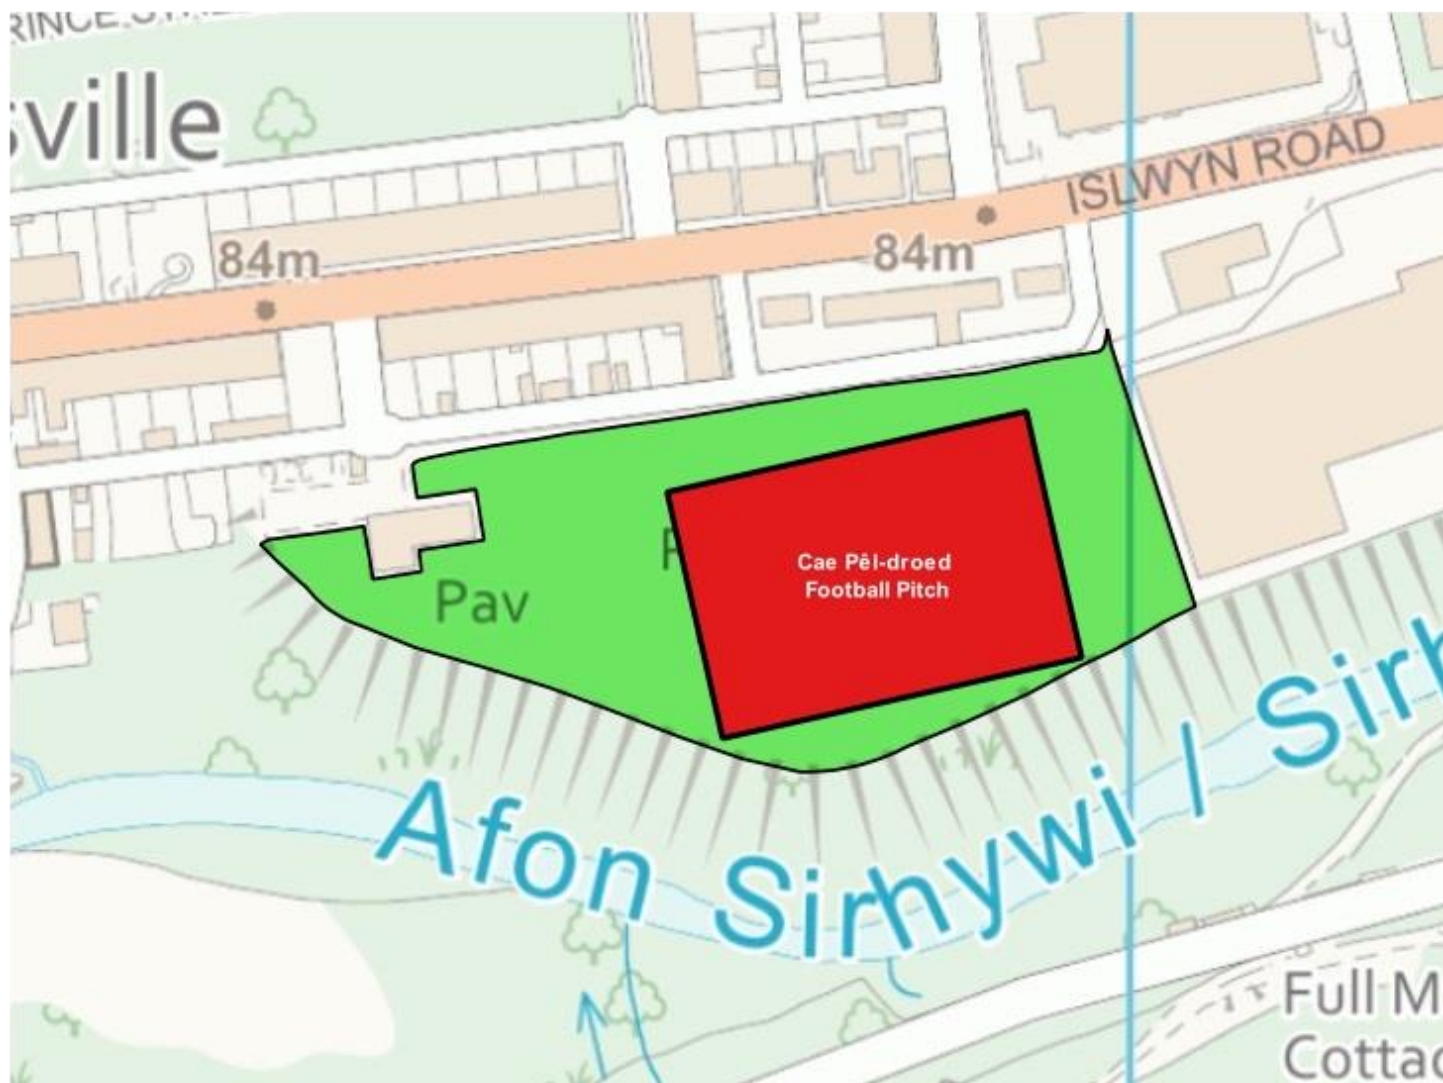 sville
ISLWYN ROAD
84m
84m
Cae Pêl-droed
Football Pitch
Pav
Afon Sirhywi / Sirh
Full M
Cottag